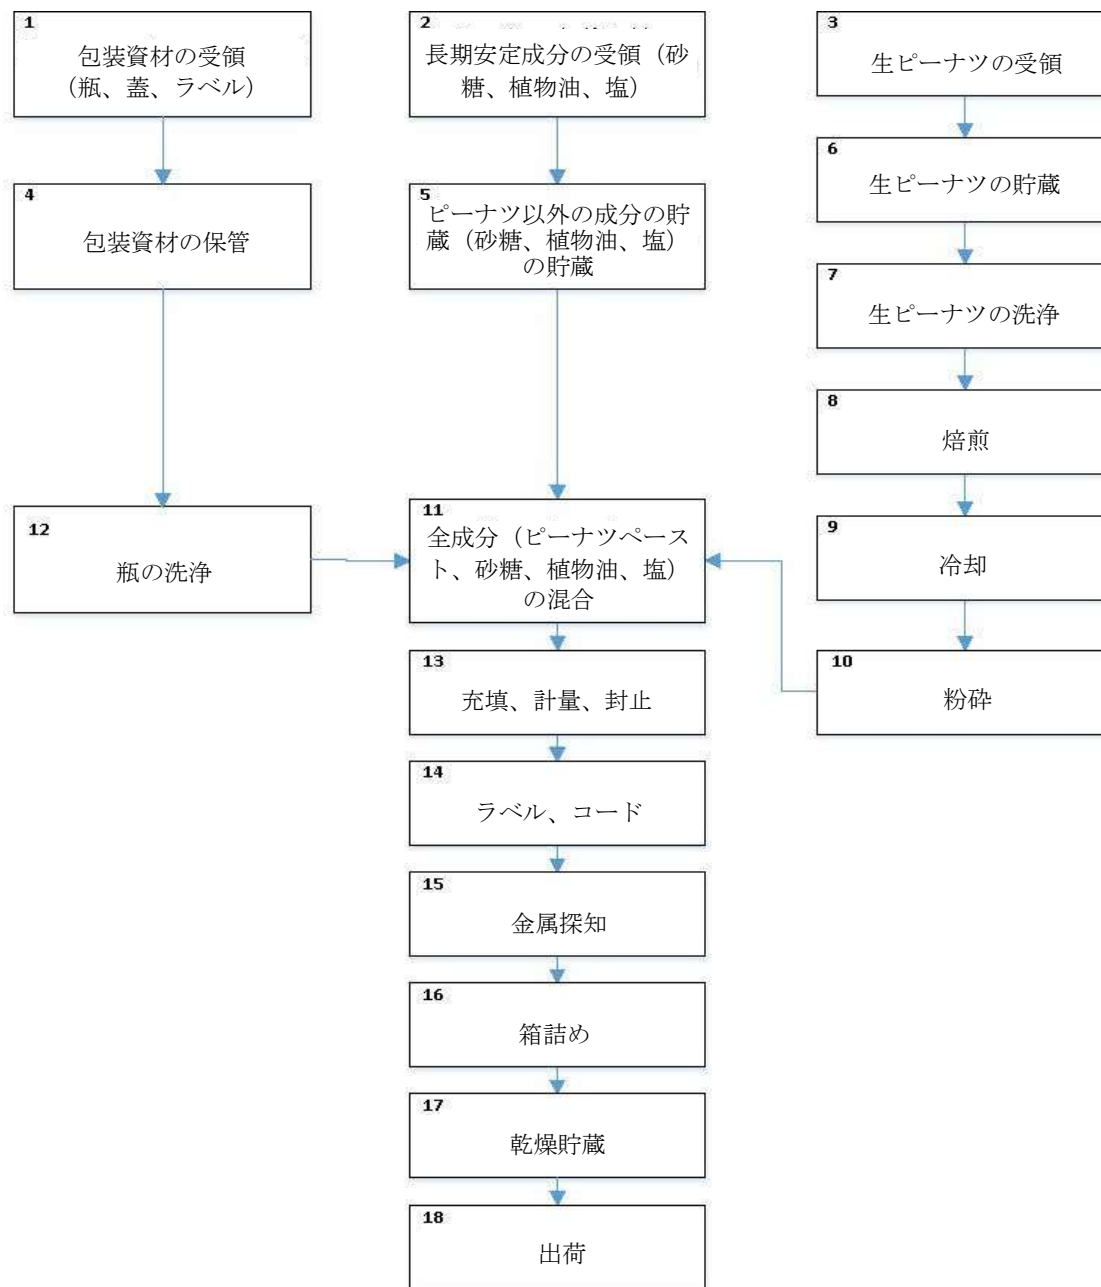 1
包装資材の受領
（瓶、蓋、ラベル）
2
長期安定成分の受領（砂
糖、植物油、塩）
3
生ピーナツの受領
4
包装資材の保管
5
ピーナツ以外の成分の貯
蔵（砂糖、植物油、塩）
の貯蔵
6
生ピーナツの貯蔵
7
生ピーナツの洗浄
8
焙煎
9
冷却
10
粉砕
11
全成分（ピーナツペース
ト、砂糖、植物油、塩）
の混合
12
瓶の洗浄
13
充填、計量、封止
14
ラベル、コード
15
金属探知
16
箱詰め
17
乾燥貯蔵
18
出荷